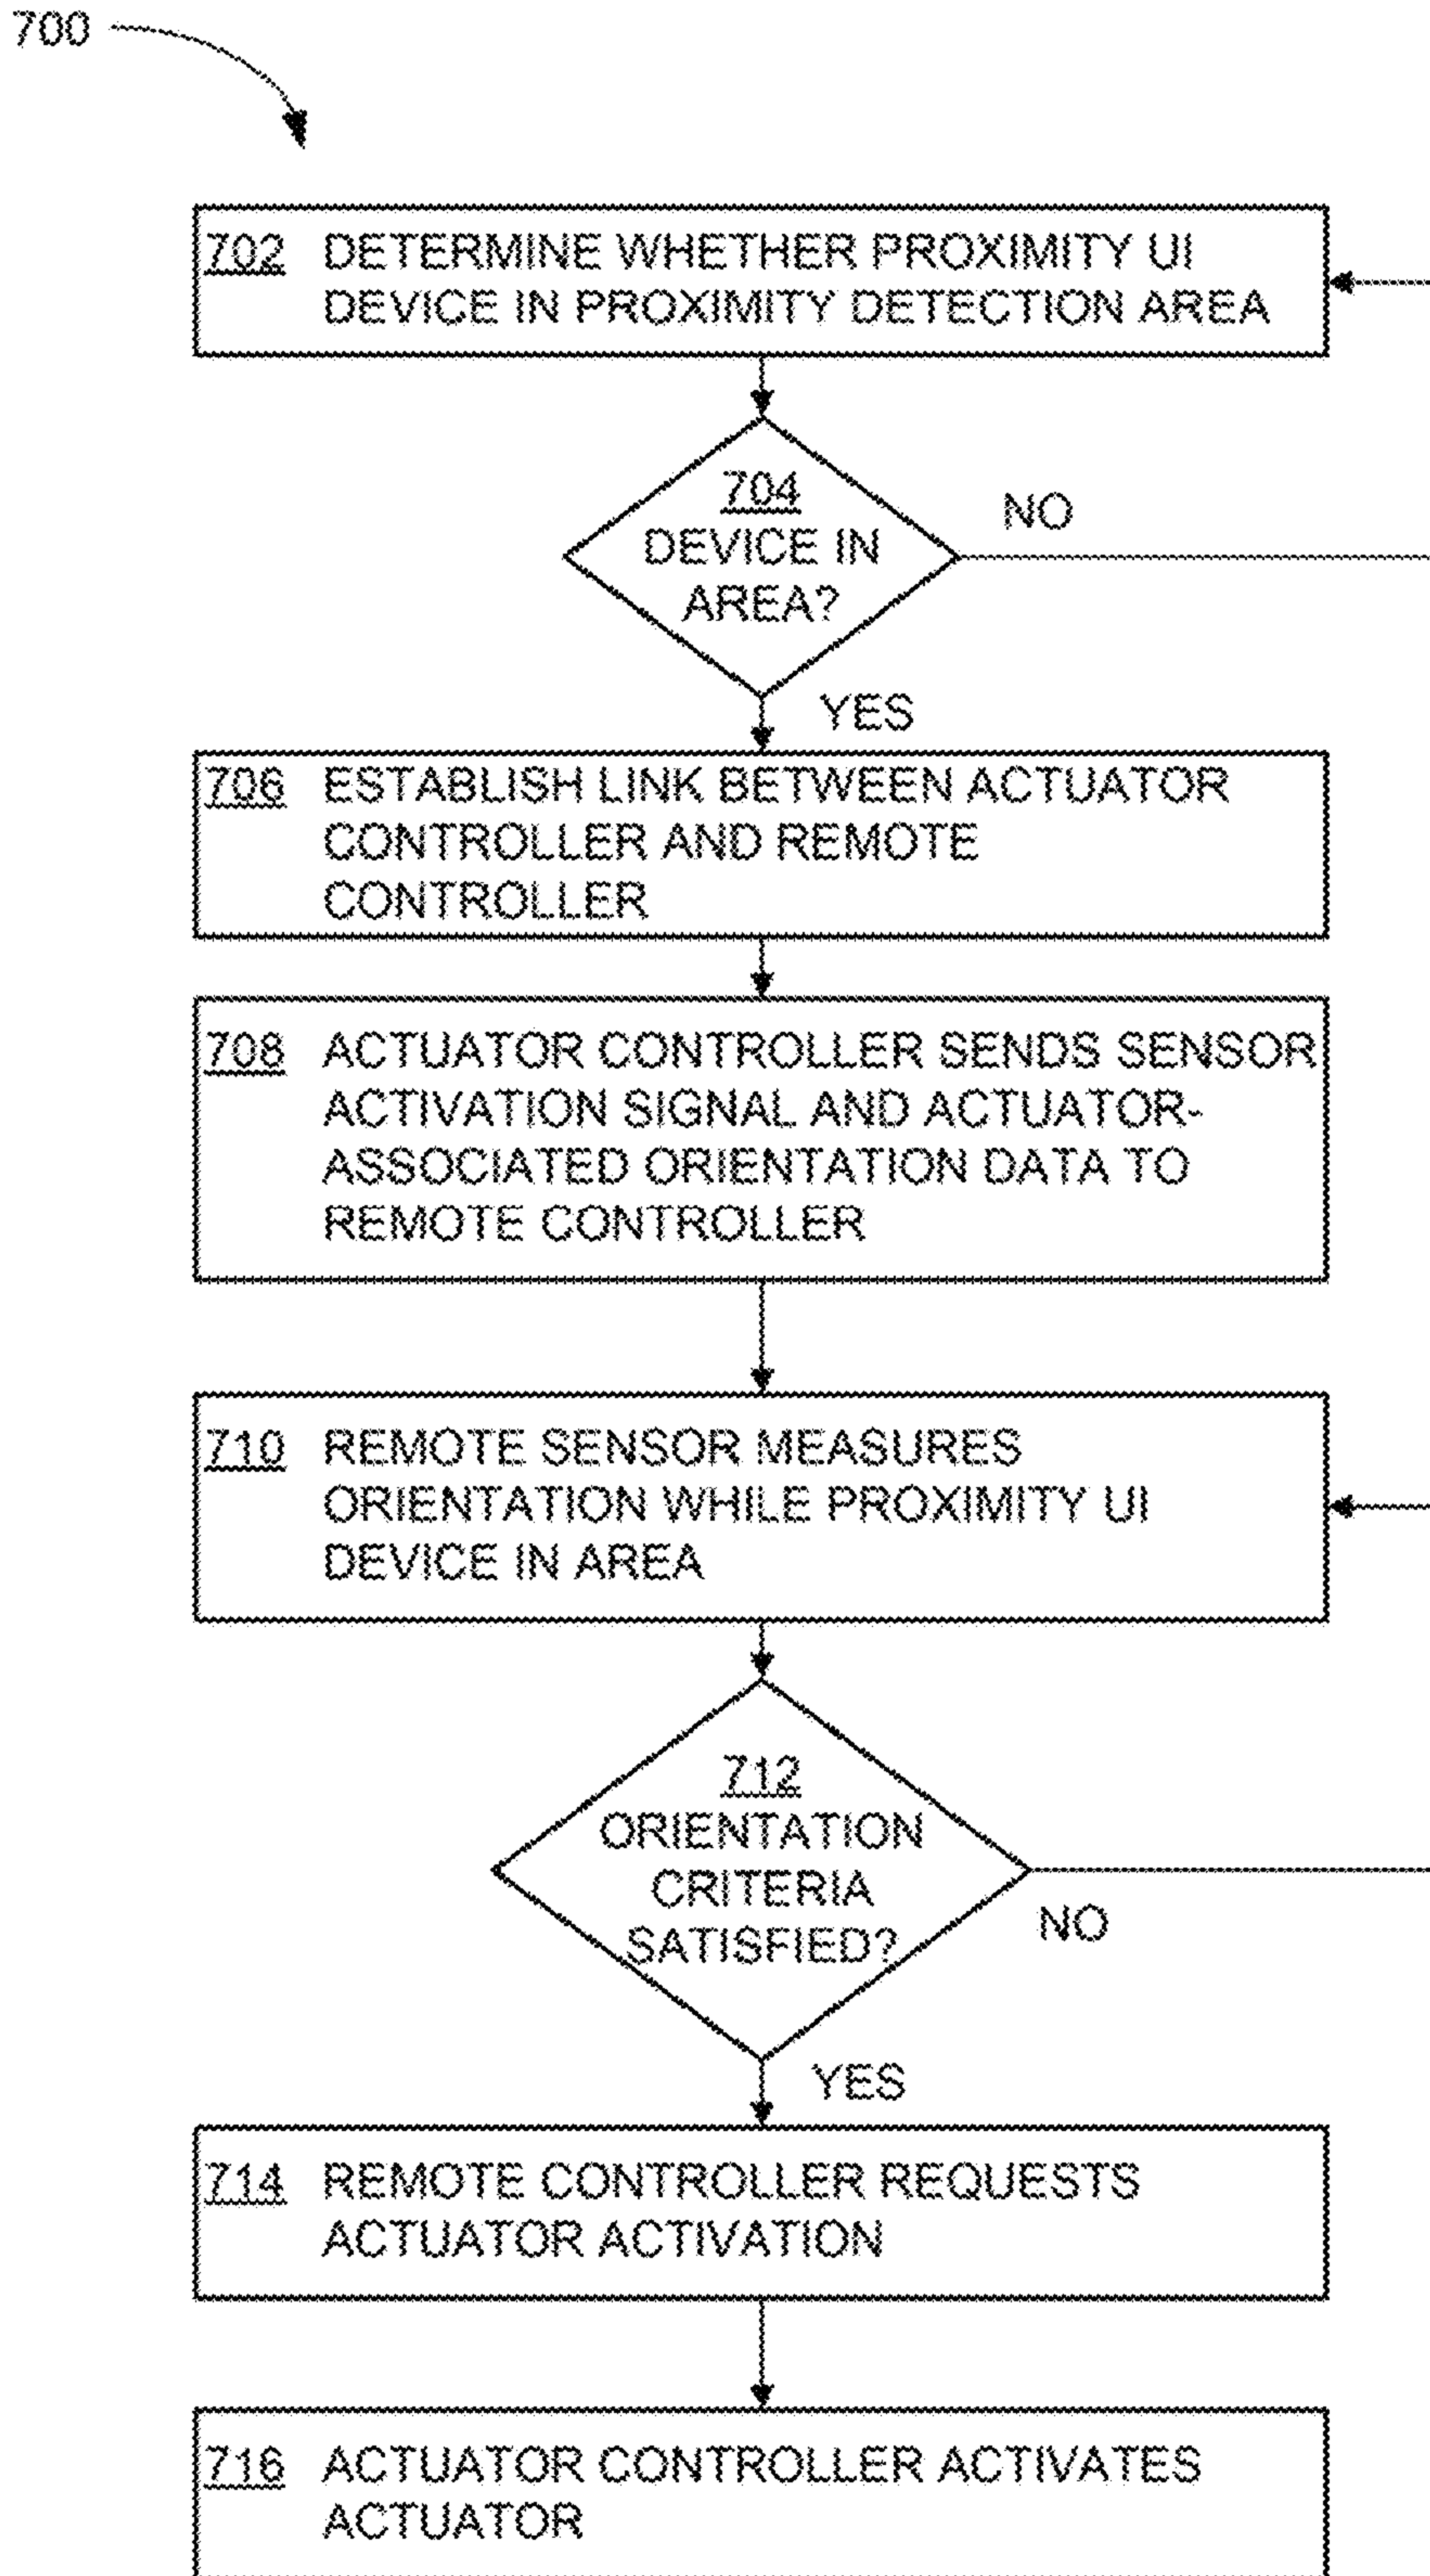 700
702 DETERMINE WHETHER PROXIMITY UI
DEVICE IN PROXIMITY DETECTION AREA
704
DEVICE IN
AREA?
NO
YES
706 ESTABLISH LINK BETWEEN ACTUATOR
CONTROLLER AND REMOTE
CONTROLLER
708 ACTUATOR CONTROLLER SENDS SENSOR
ACTIVATION SIGNAL AND ACTUATOR-
ASSOCIATED ORIENTATION DATA TO
REMOTE CONTROLLER
710 REMOTE SENSOR MEASURES
ORIENTATION WHILE PROXIMITY UI
DEVICE IN AREA
712
ORIENTATION
CRITERIA
SATISFIED?
NO
YES
714 REMOTE CONTROLLER REQUESTS
ACTUATOR ACTIVATION
716 ACTUATOR CONTROLLER ACTIVATES
ACTUATOR